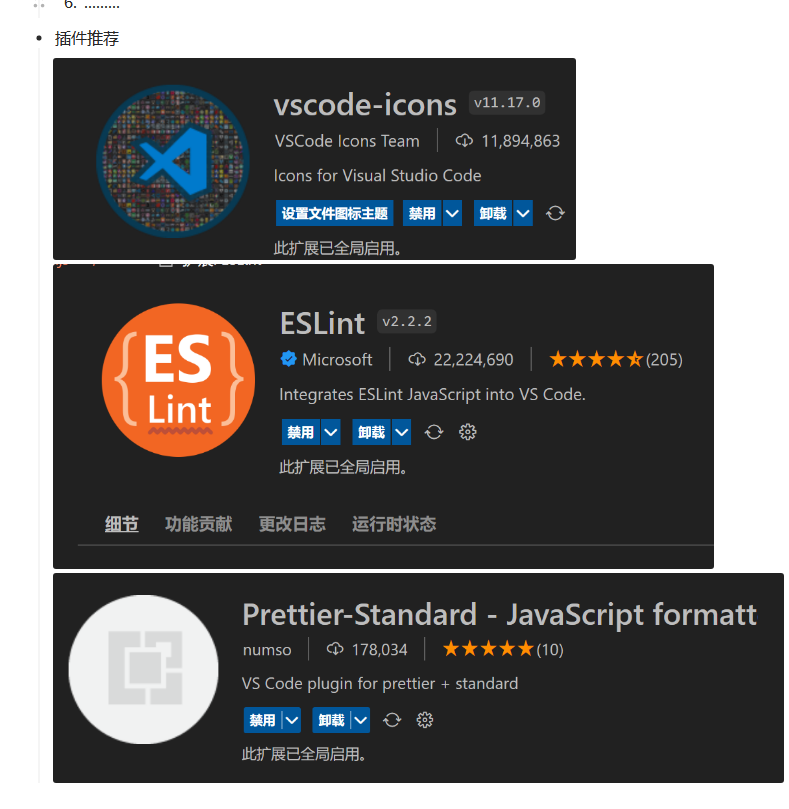 6. .........
插件推荐
vscode-icons v11.17.0
VSCode Icons Team 11,894,863
Icons for Visual Studio Code
设置文件图标主题 禁用 卸载
此扩展已全局启用。
ES
Lint
ESLint v2.2.2
Microsoft 22,224,690 (205)
Integrates ESLint JavaScript into VS Code.
禁用 卸载
此扩展已全局启用。
细节 功能贡献 更改日志 运行时状态
Prettier-Standard - JavaScript formatt
numso 178,034 (10)
VS Code plugin for prettier + standard
禁用 卸载
此扩展已全局启用。